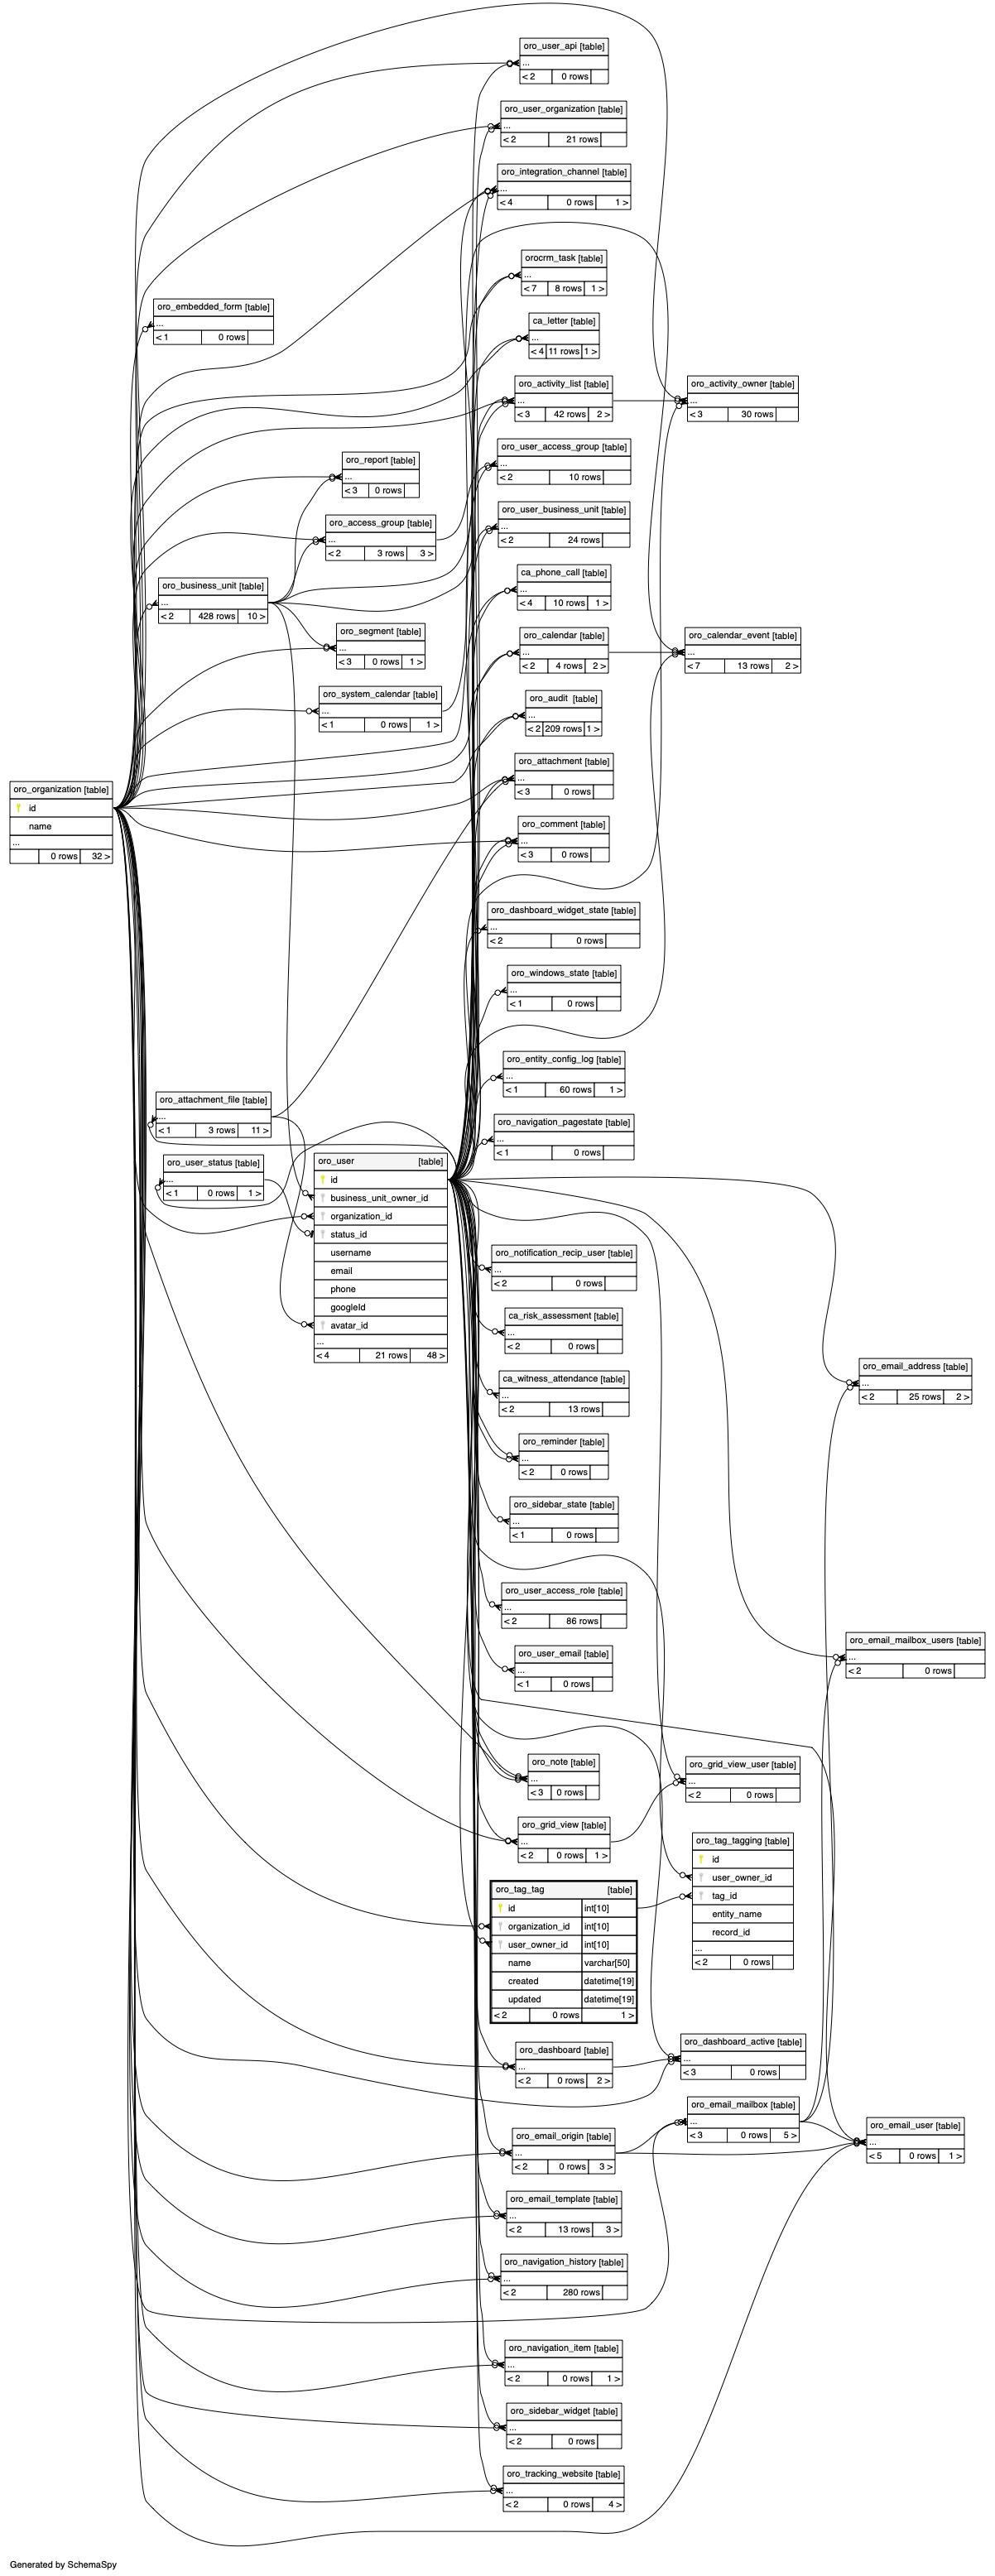 oro_user_api [table]
...
< 2 0 rows
oro_user_organization [table]
...
< 2 21 rows
oro_integration_channel [table]
...
< 4 0 rows 1 >
orocrm_task [table]
...
< 7 8 rows 1 >
oro_embedded_form [table]
...
< 1 0 rows
ca_letter [table]
...
< 4 11 rows 1 >
oro_activity_list [table]
...
< 3 42 rows 2 >
oro_activity_owner [table]
...
< 3 30 rows
oro_user_access_group [table]
...
< 2 10 rows
oro_report [table]
...
< 3 0 rows
oro_user_business_unit [table]
...
< 2 24 rows
oro_access_group [table]
...
< 2 3 rows 3 >
ca_phone_call [table]
...
< 4 10 rows 1 >
oro_business_unit [table]
...
< 2 428 rows 10 >
oro_segment [table]
...
< 3 0 rows 1 >
oro_calendar [table]
...
< 2 4 rows 2 >
oro_calendar_event [table]
...
< 7 13 rows 2 >
oro_system_calendar [table]
...
< 1 0 rows 1 >
oro_audit [table]
...
< 2 209 rows 1 >
oro_attachment [table]
...
< 3 0 rows
oro_organization [table]
id
name
...
0 rows 32 >
oro_comment [table]
...
< 3 0 rows
oro_dashboard_widget_state [table]
...
< 2 0 rows
oro_windows_state [table]
...
< 1 0 rows
oro_entity_config_log [table]
...
< 1 60 rows 1 >
oro_attachment_file [table]
...
< 1 3 rows 11 >
oro_navigation_pagestate [table]
...
< 1 0 rows
oro_user_status [table]
...
< 1 0 rows 1 >
oro_user [table]
id
business_unit_owner_id
organization_id
status_id
username
email
phone
googleId
avatar_id
...
< 4 21 rows 48 >
oro_notification_recip_user [table]
...
< 2 0 rows
ca_risk_assessment [table]
...
< 2 0 rows
ca_witness_attendance [table]
...
< 2 13 rows
oro_email_address [table]
...
< 2 25 rows 2 >
oro_reminder [table]
...
< 2 0 rows
oro_sidebar_state [table]
...
< 1 0 rows
oro_user_access_role [table]
...
< 2 86 rows
oro_user_email [table]
...
< 1 0 rows
oro_email_mailbox_users [table]
...
< 2 0 rows
oro_note [table]
...
< 3 0 rows
oro_grid_view_user [table]
...
< 2 0 rows
oro_grid_view [table]
...
< 2 0 rows 1 >
oro_tag_tagging [table]
id
user_owner_id
tag_id
entity_name
record_id
...
< 2 0 rows
oro_tag_tag [table]
id int[10]
organization_id int[10]
user_owner_id int[10]
name varchar[50]
created datetime[19]
updated datetime[19]
< 2 0 rows 1 >
oro_dashboard [table]
...
< 2 0 rows 2 >
oro_dashboard_active [table]
...
< 3 0 rows
oro_email_mailbox [table]
...
< 3 0 rows 5 >
oro_email_user [table]
...
< 5 0 rows 1 >
oro_email_origin [table]
...
< 2 0 rows 3 >
oro_email_template [table]
...
< 2 13 rows 3 >
oro_navigation_history [table]
...
< 2 280 rows
oro_navigation_item [table]
...
< 2 0 rows 1 >
oro_sidebar_widget [table]
...
< 2 0 rows
oro_tracking_website [table]
...
< 2 0 rows 4 >
Generated by SchemaSpy